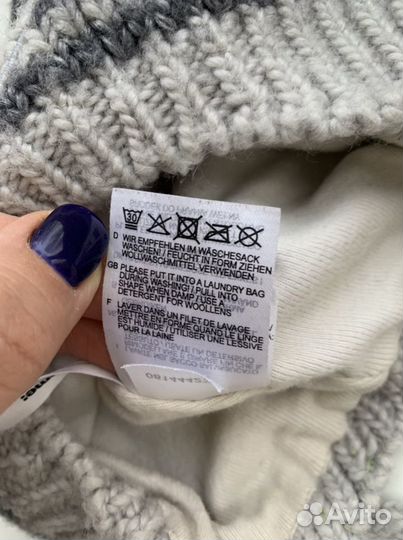 30
D WIR EMPFEHLEN IM WÄSCHESACK
WASCHEN! / FEUCHT IN FORM ZIEHEN
WOLLWASCHMITTEL VERWENDEN
GB PLEASE PUT IT INTO A LAUNDRY BAG
DURING WASHING! / PULL INTO
SHAPE WHEN DAMP / USE A
DETERGENT FOR WOOLLENS
F LAVER DANS UN FILET DE LAVAGE
METTRE EN FORME QUAND LE LINGE
EST HUMIDE / UTILISER UNE LESSIVE
POUR LA LAINE
Avito